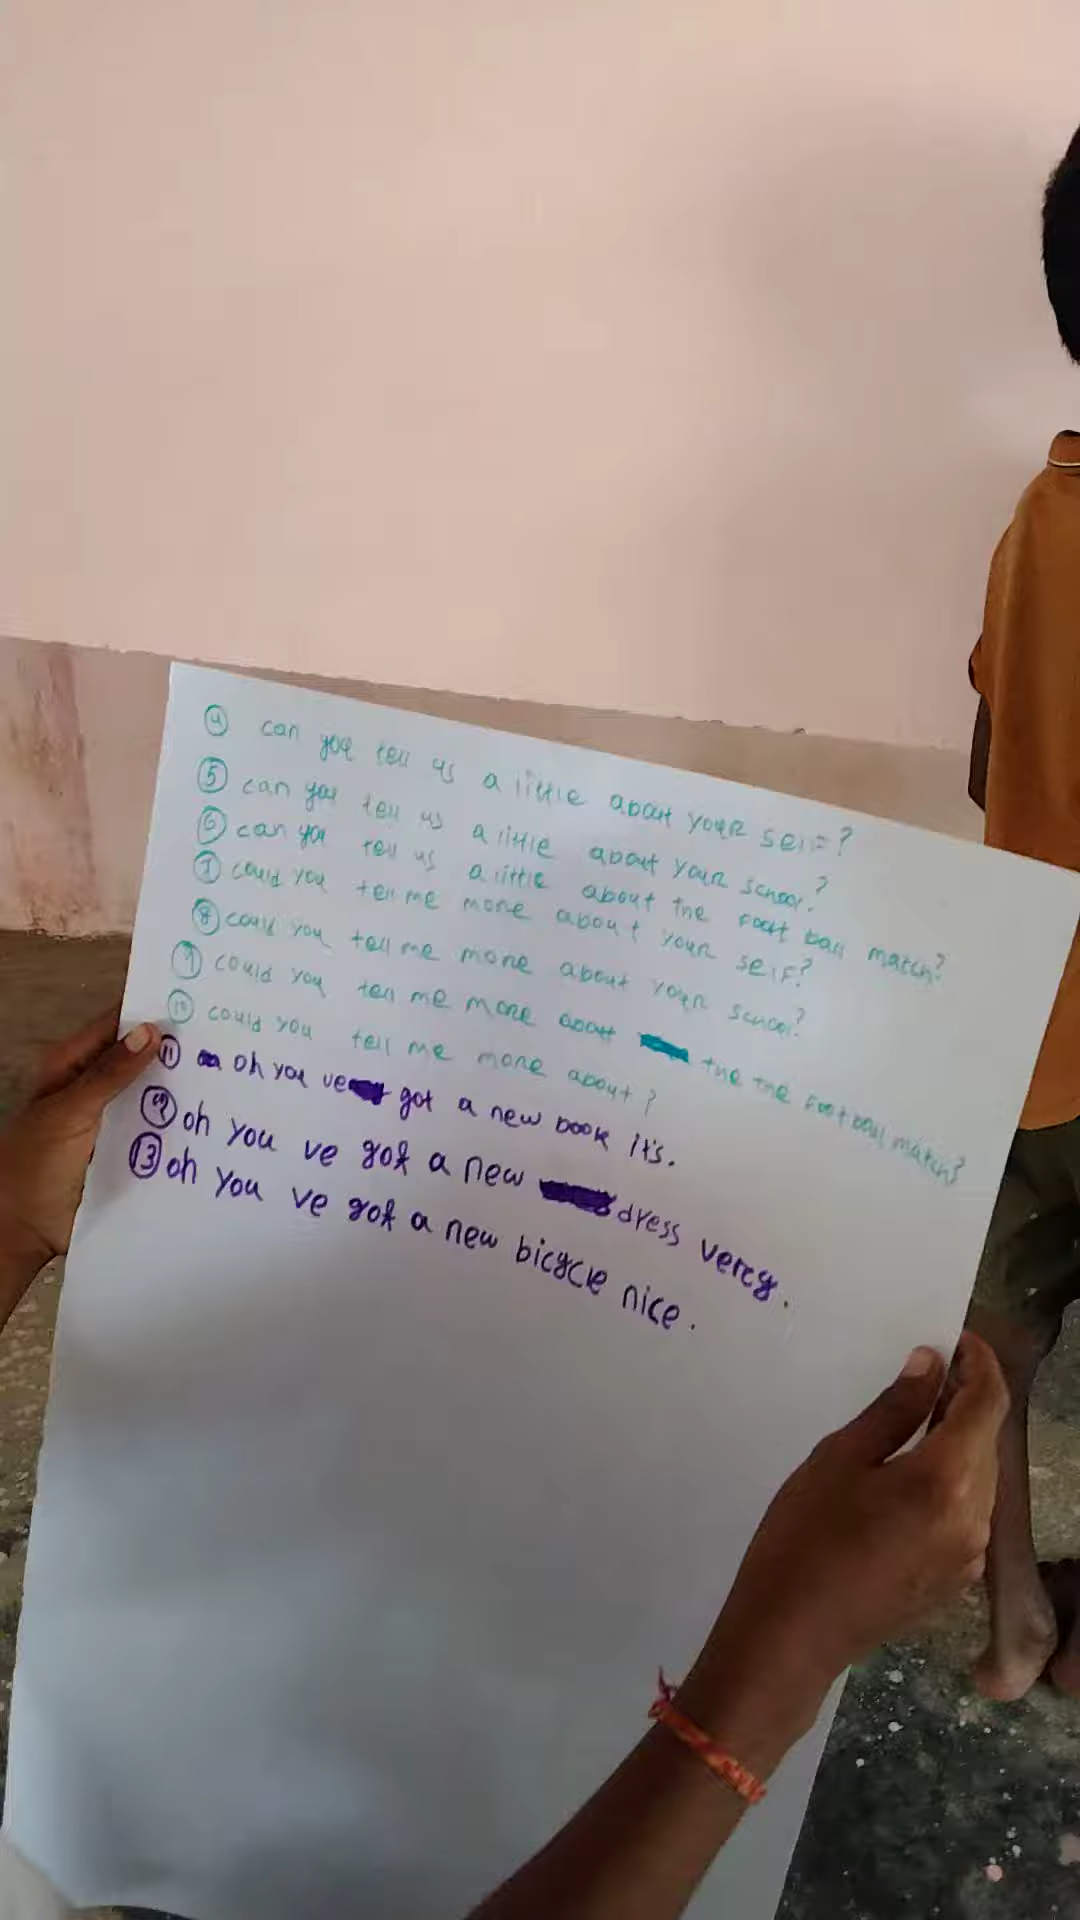 ④ can you tell us a little about your self?
⑤ can you tell us a little about your school?
⑥ can you tell us a little about the Foot ball match?
⑦ could you tell me more about your self?
⑧ could you tell me more about your school?
⑨ could you tell me more about the the Foot ball match?
⑩ could you tell me more about?
⑪ oh you ve got a new book it's.
⑫ oh you ve got a new dress verey.
⑬ oh you ve got a new bicycle nice.